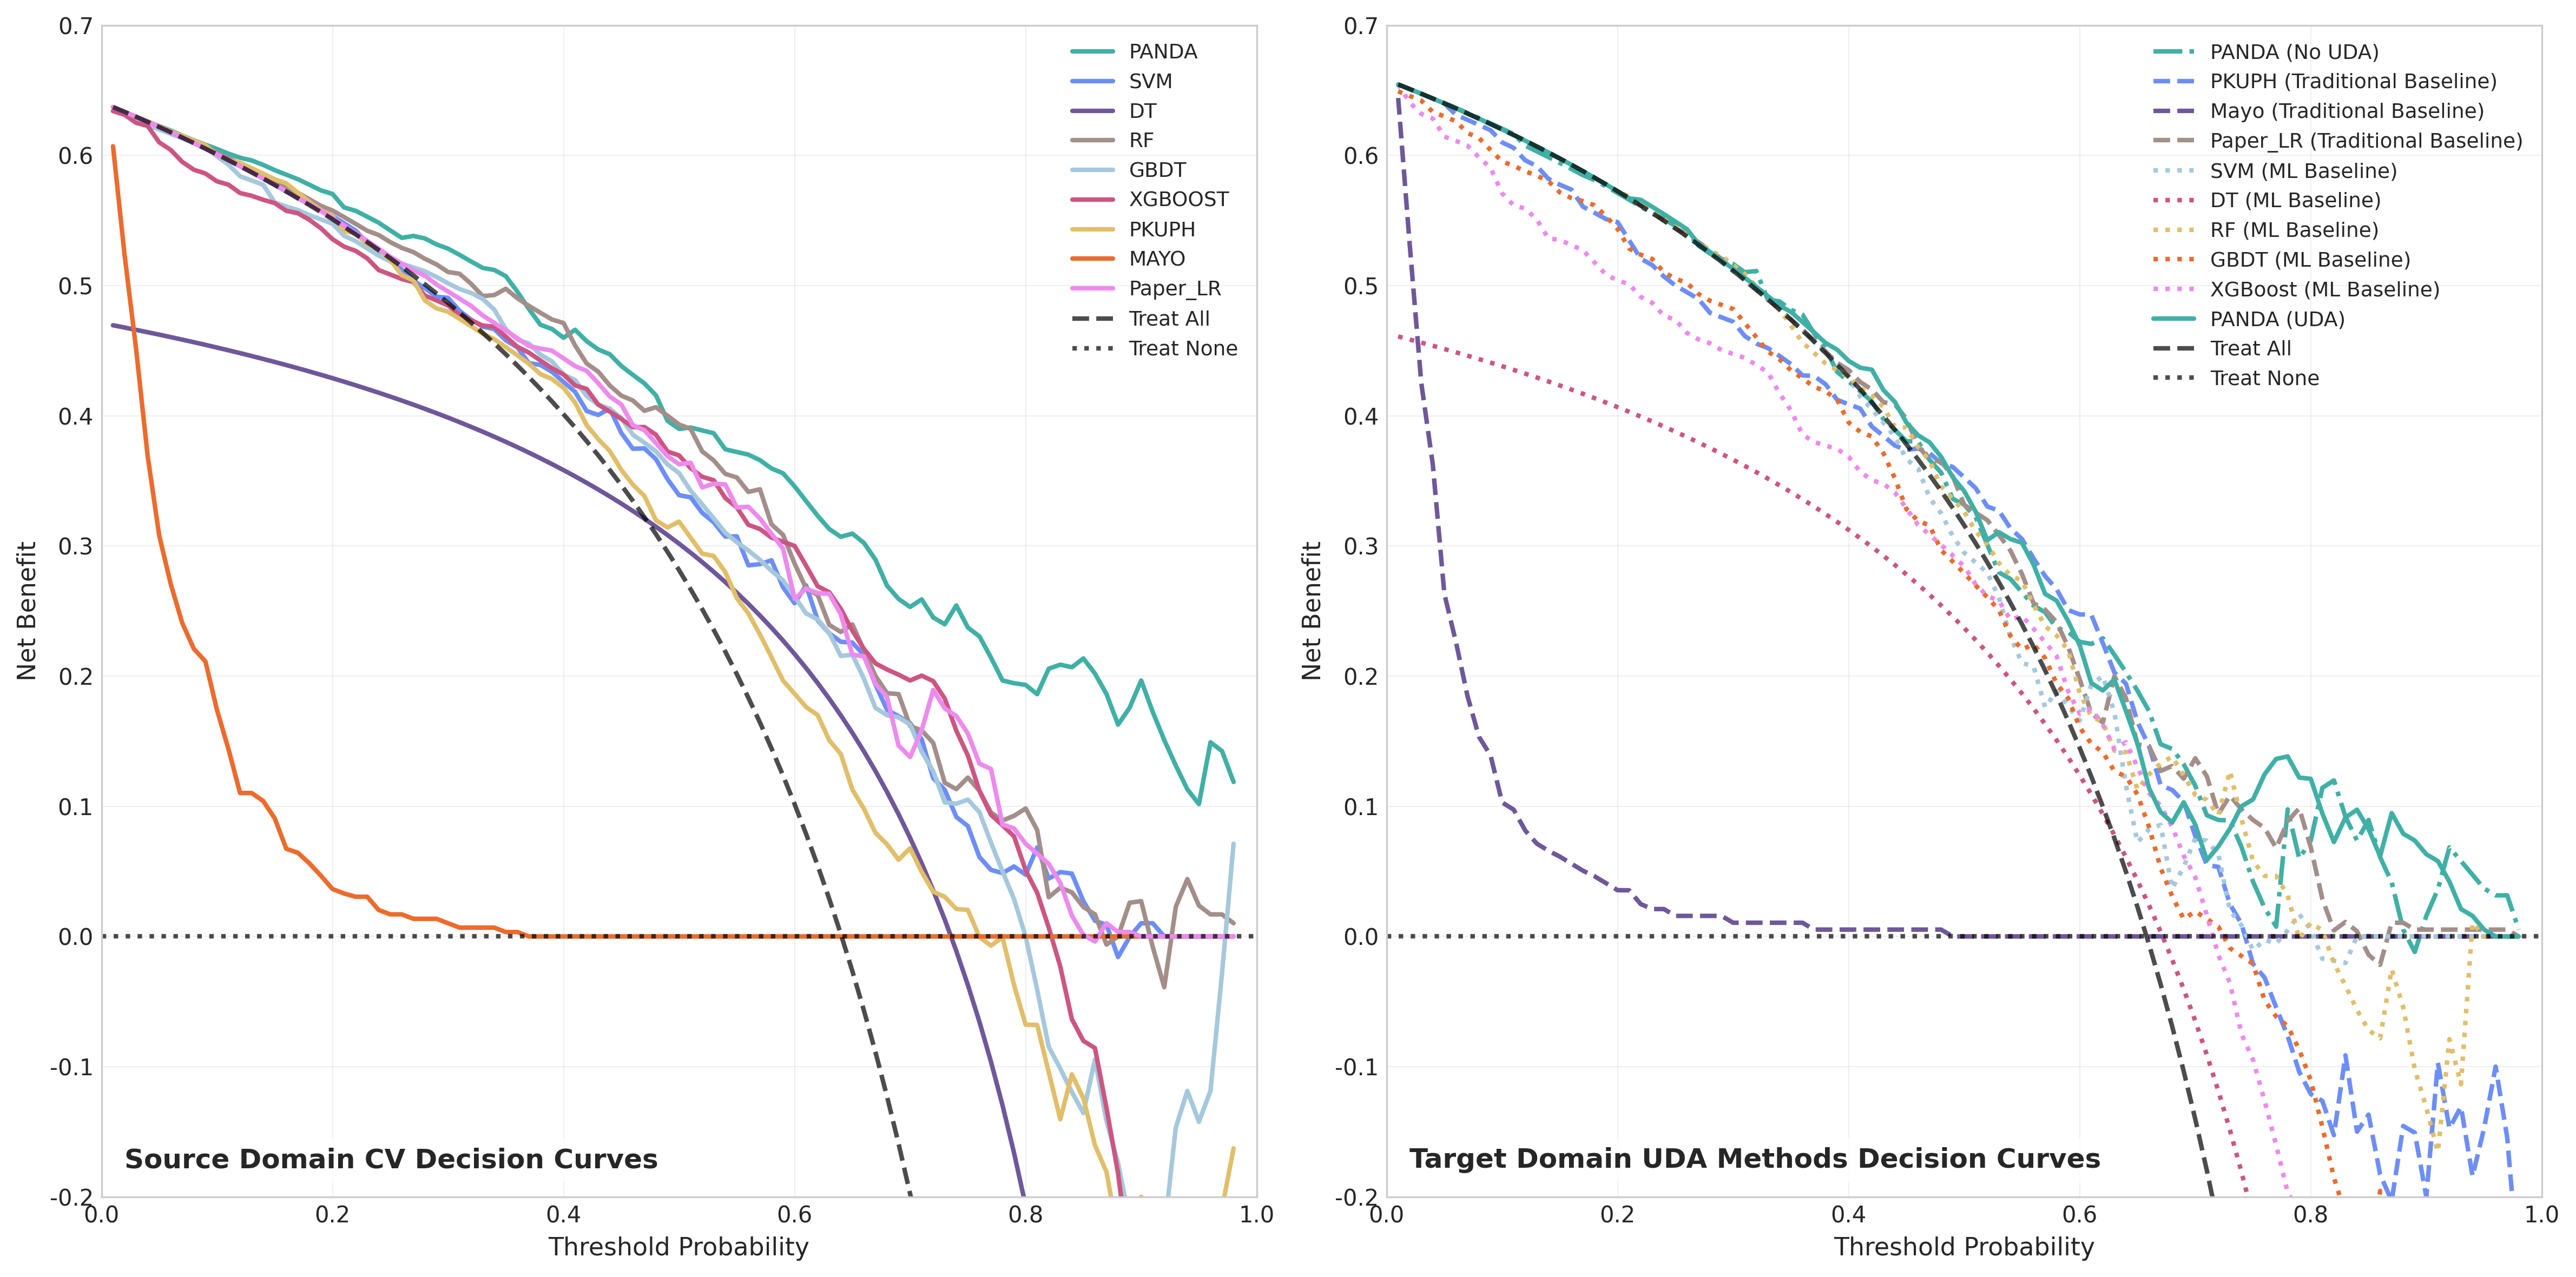 0.7
0.6
0.5
0.4
0.3
0.2
0.1
0.0
-0.1
-0.2
Net Benefit
PANDA
SVM
DT
RF
GBDT
XGBOOST
PKUPH
MAYO
Paper_LR
Treat All
Treat None
Source Domain CV Decision Curves
0.0
0.2
0.4
0.6
0.8
1.0
Threshold Probability
0.7
0.6
0.5
0.4
0.3
0.2
0.1
0.0
-0.1
-0.2
Net Benefit
PANDA (No UDA)
PKUPH (Traditional Baseline)
Mayo (Traditional Baseline)
Paper_LR (Traditional Baseline)
SVM (ML Baseline)
DT (ML Baseline)
RF (ML Baseline)
GBDT (ML Baseline)
XGBoost (ML Baseline)
PANDA (UDA)
Treat All
Treat None
Target Domain UDA Methods Decision Curves
0.0
0.2
0.4
0.6
0.8
1.0
Threshold Probability